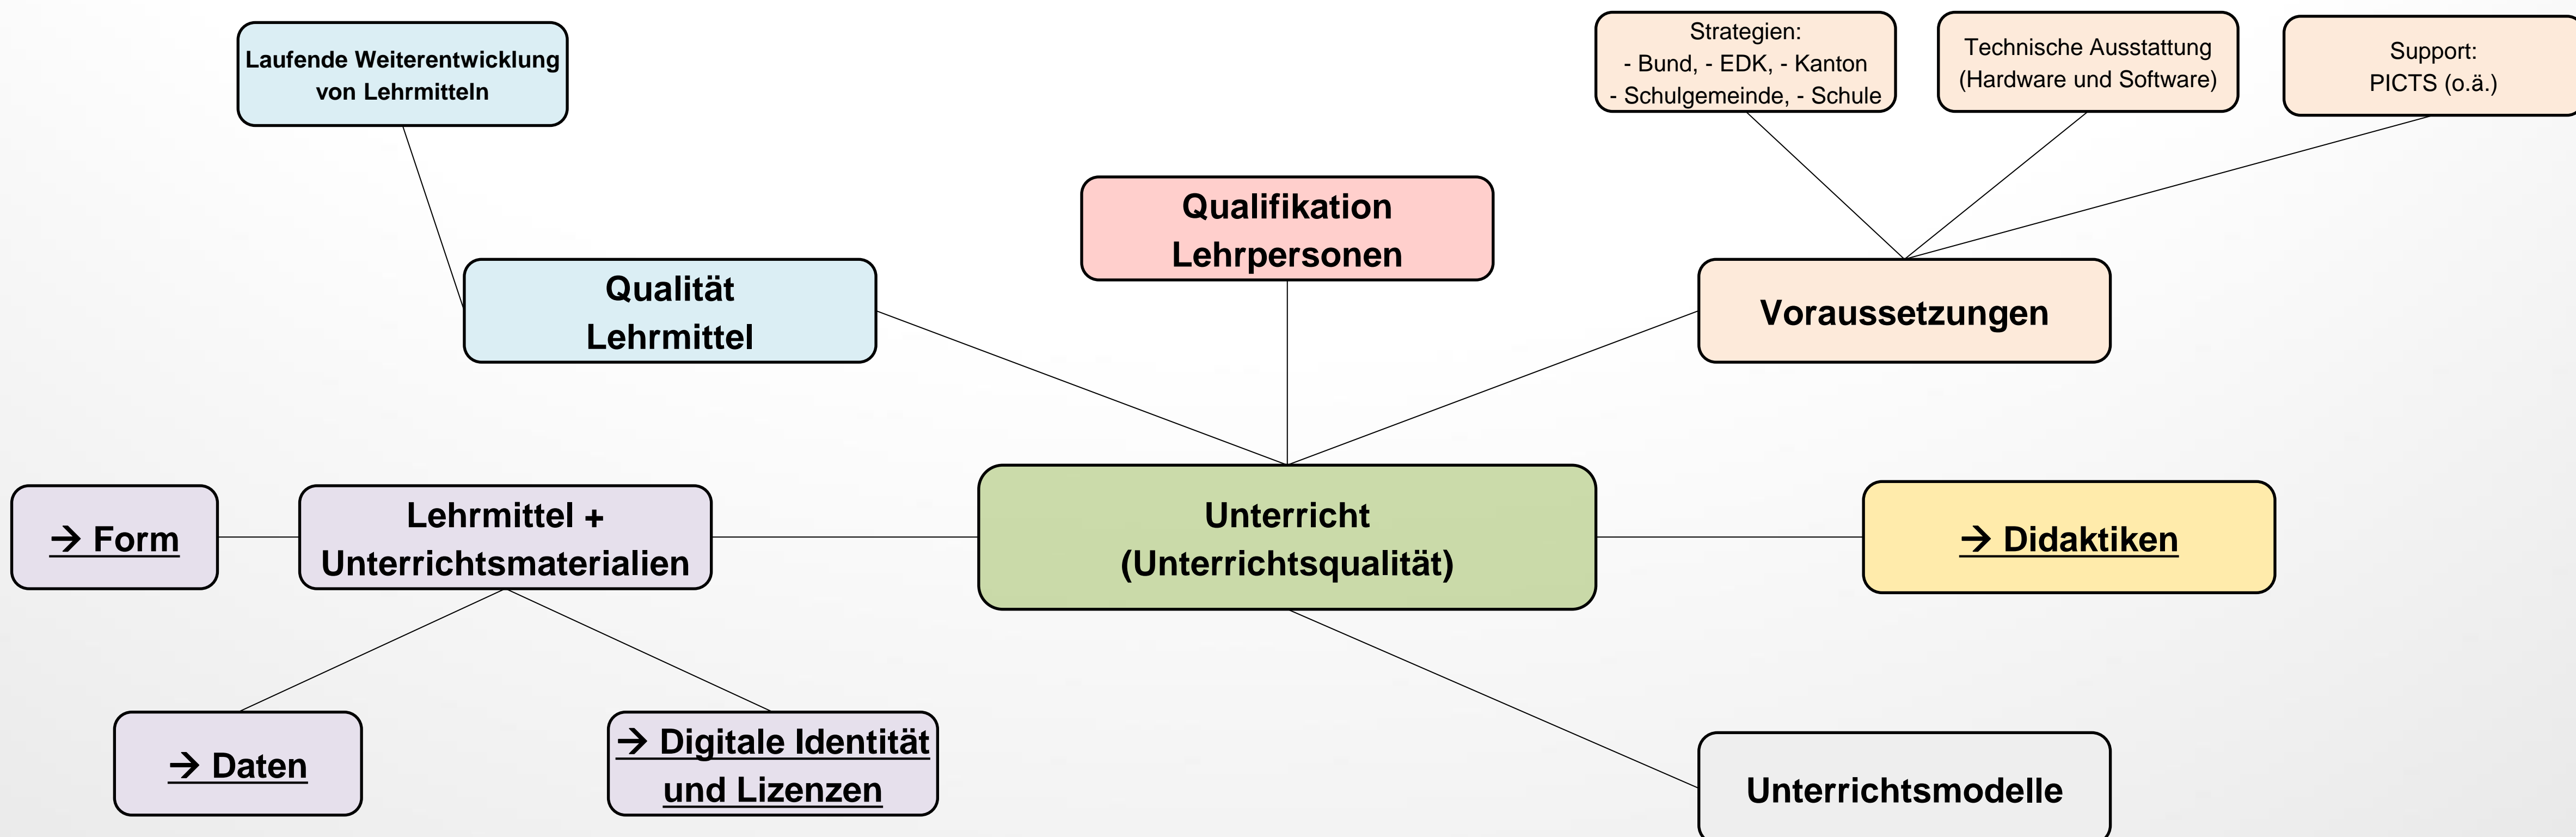 Laufende Weiterentwicklung
von Lehrmitteln
Strategien:
- Bund, - EDK, - Kanton
- Schulgemeinde, - Schule
Technische Ausstattung
(Hardware und Software)
Support:
PICTS (o.ä.)
Qualifikation
Lehrpersonen
Qualität
Lehrmittel
Voraussetzungen
→ Form
Lehrmittel +
Unterrichtsmaterialien
Unterricht
(Unterrichtsqualität)
→ Didaktiken
→ Daten
→ Digitale Identität
und Lizenzen
Unterrichtsmodelle